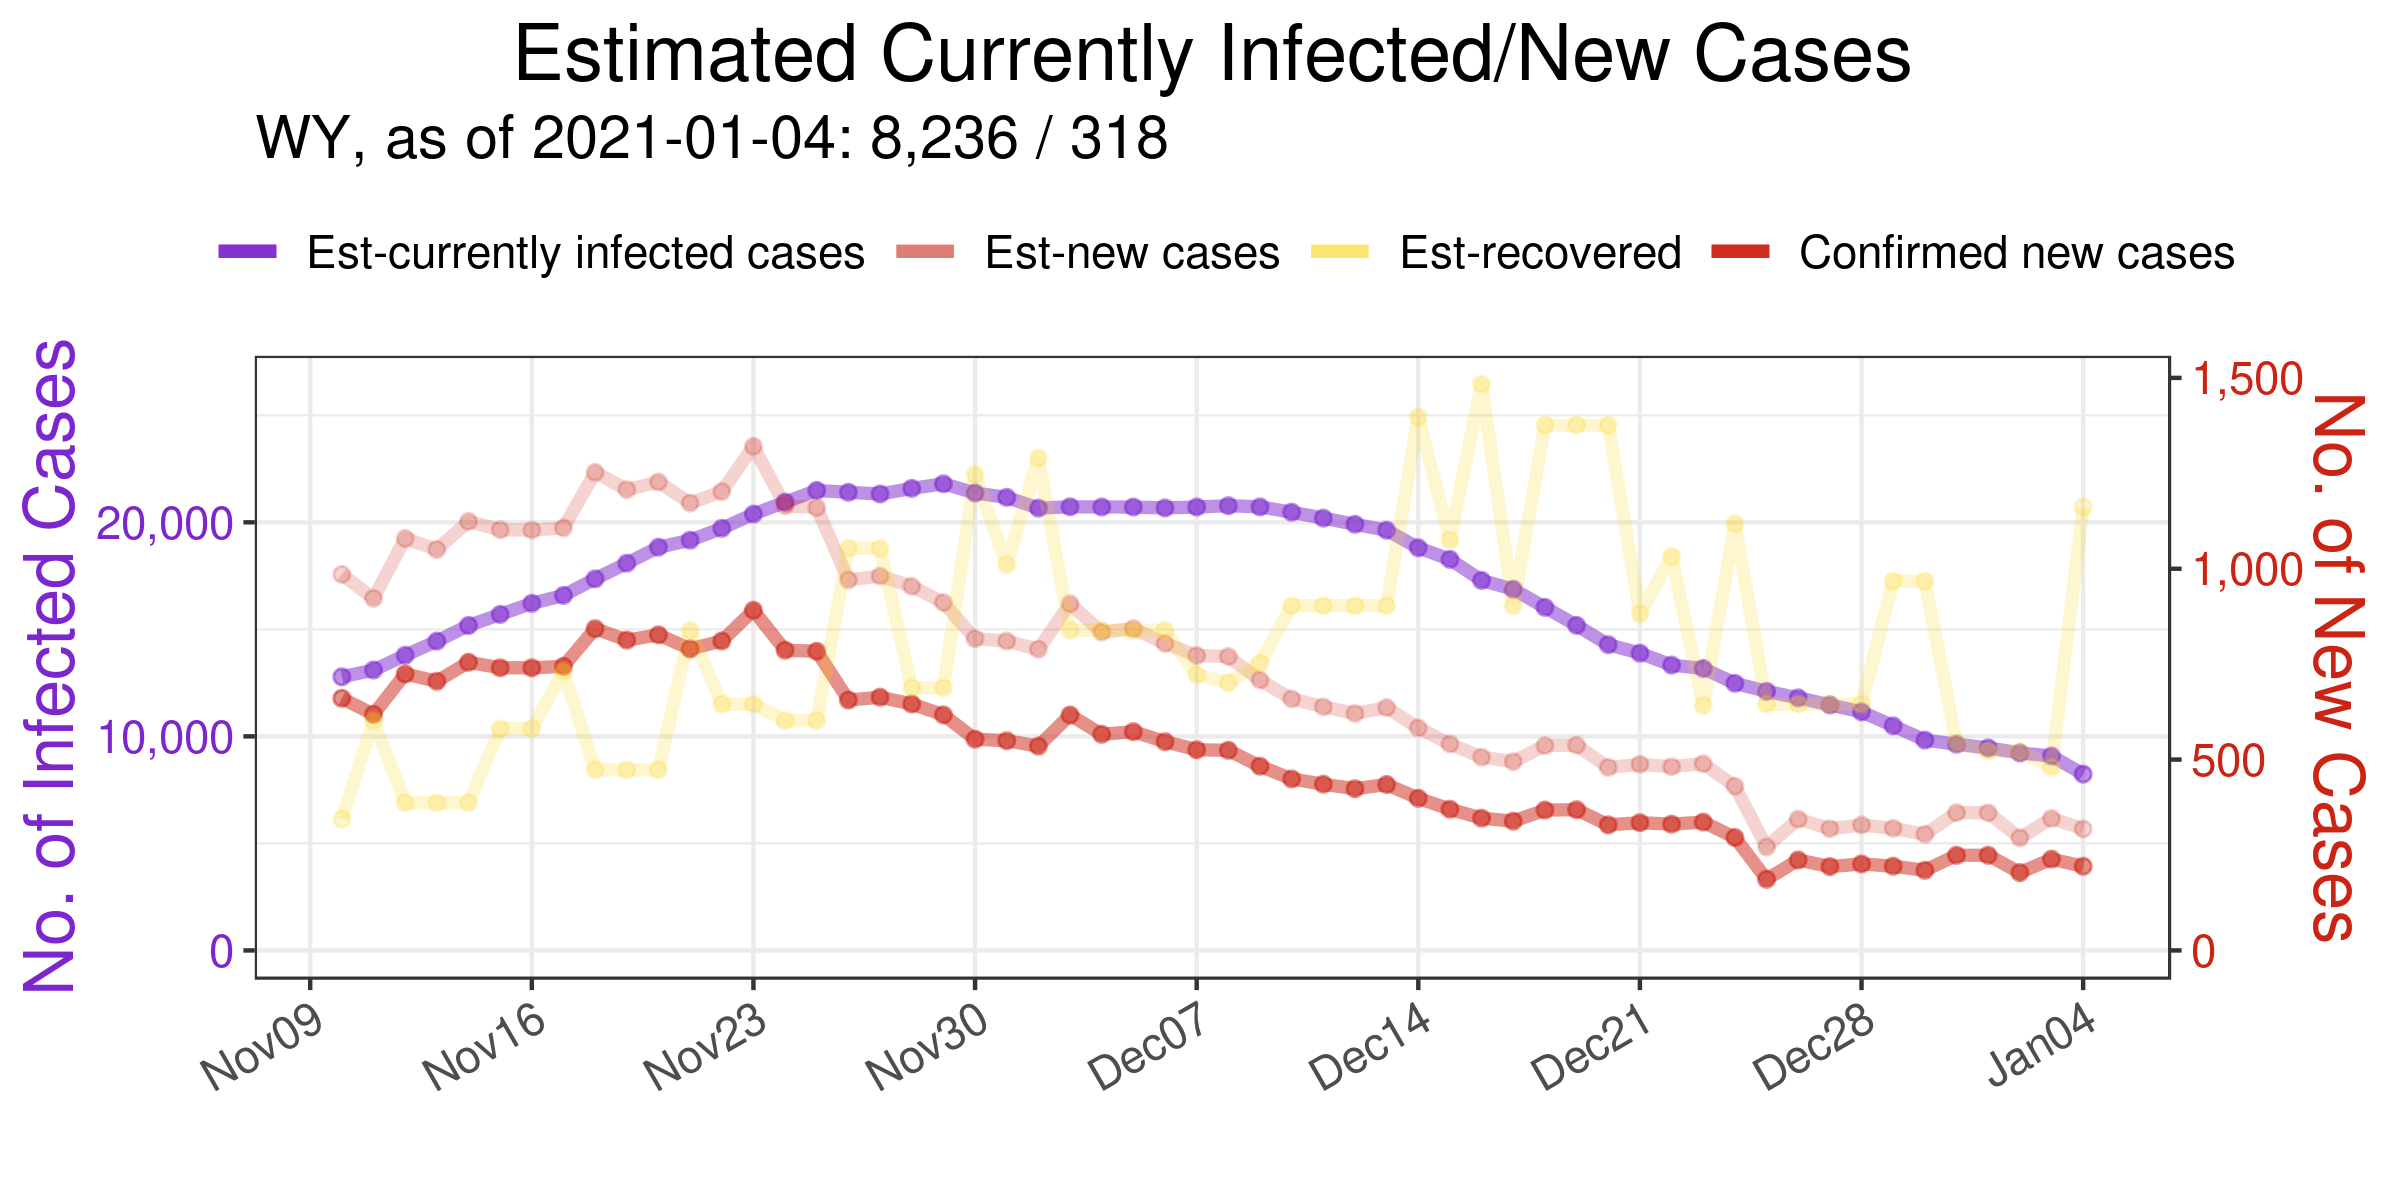 Estimated Currently Infected/New Cases
WY, as of 2021-01-04: 8,236 / 318
Est-currently infected cases Est-new cases Est-recovered Confirmed new cases
No. of Infected Cases
20,000
10,000
0
1,500
1,000
500
0
No. of New Cases
Nov09 Nov16 Nov23 Nov30 Dec07 Dec14 Dec21 Dec28 Jan04